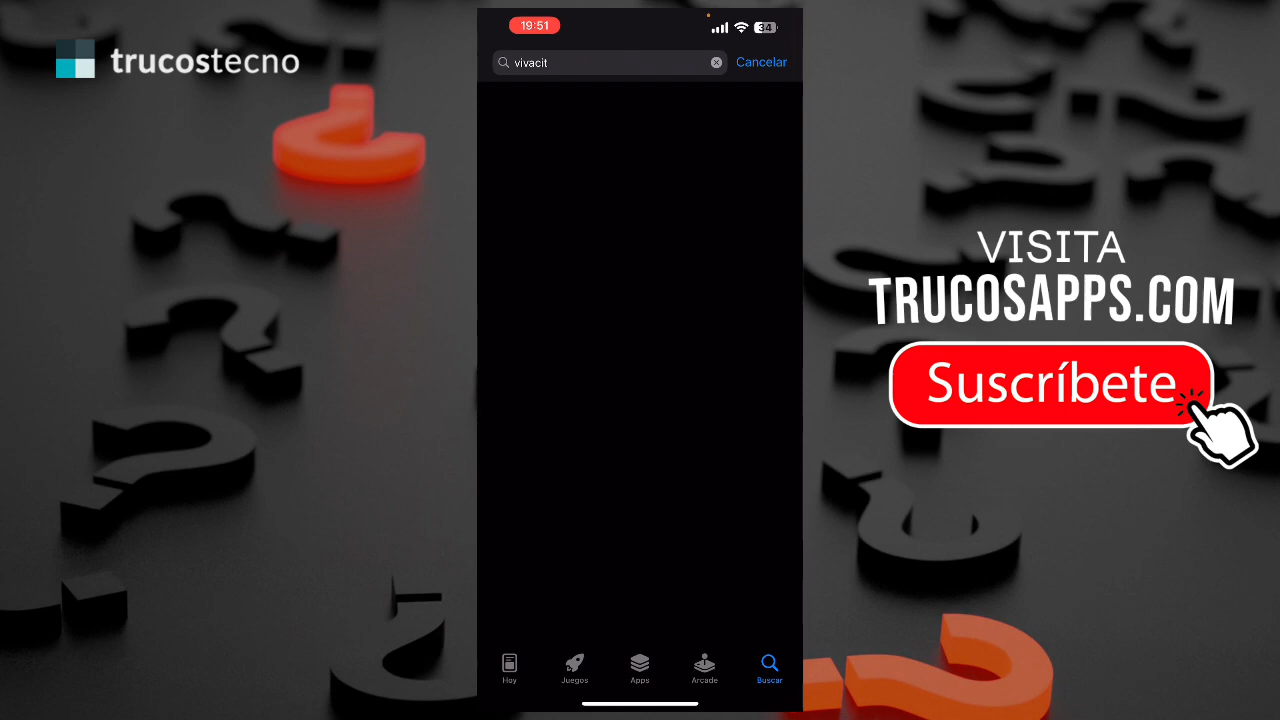 trucostecno
19:51
34
vivacit
Cancelar
VISITA
TRUCOSAPPS.COM
Suscríbete
Hoy
Juegos
Apps
Arcade
Buscar